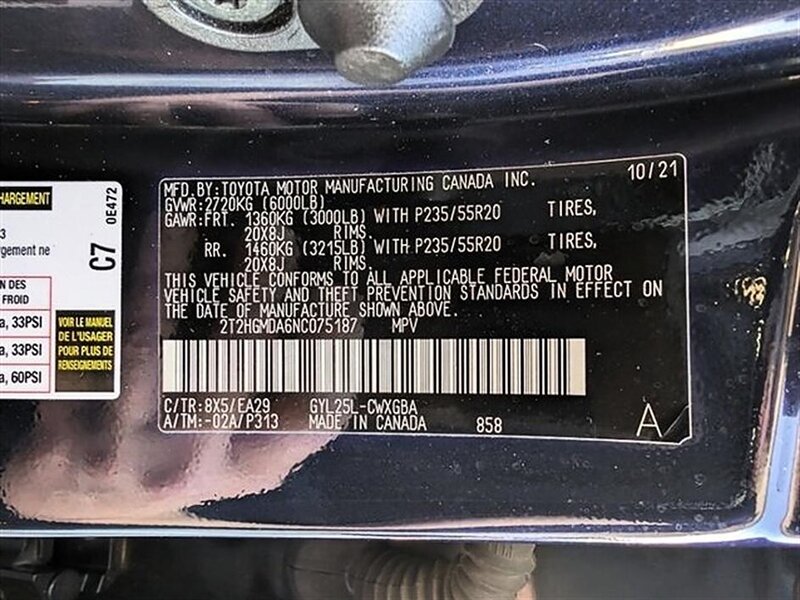 HARGEMENT
3
rgement ne
N DES
FROID
a, 33PSI
a, 33PSI
a, 60PSI
C7
0E472
VOIR LE MANUEL
DE L'USAGER
POUR PLUS DE
RENSEIGNEMENTS
10/21
MFD.BY:TOYOTA MOTOR MANUFACTURING CANADA INC.
GVWR:2720KG (6000LB)
GAWR:FRT. 1360KG (3000LB) WITH P235/55R20 TIRES,
20X8J RIMS.
RR. 1460KG (3215LB) WITH P235/55R20 TIRES,
20X8J RIMS.
THIS VEHICLE CONFORMS TO ALL APPLICABLE FEDERAL MOTOR
VEHICLE SAFETY AND THEFT PREVENTION STANDARDS IN EFFECT ON
THE DATE OF MANUFACTURE SHOWN ABOVE.
2T2HGMDA6NC075187 MPV
C/TR:8X5/EA29 GYL25L-CWXGBA
A/TM:-02A/P313 MADE IN CANADA 858 A